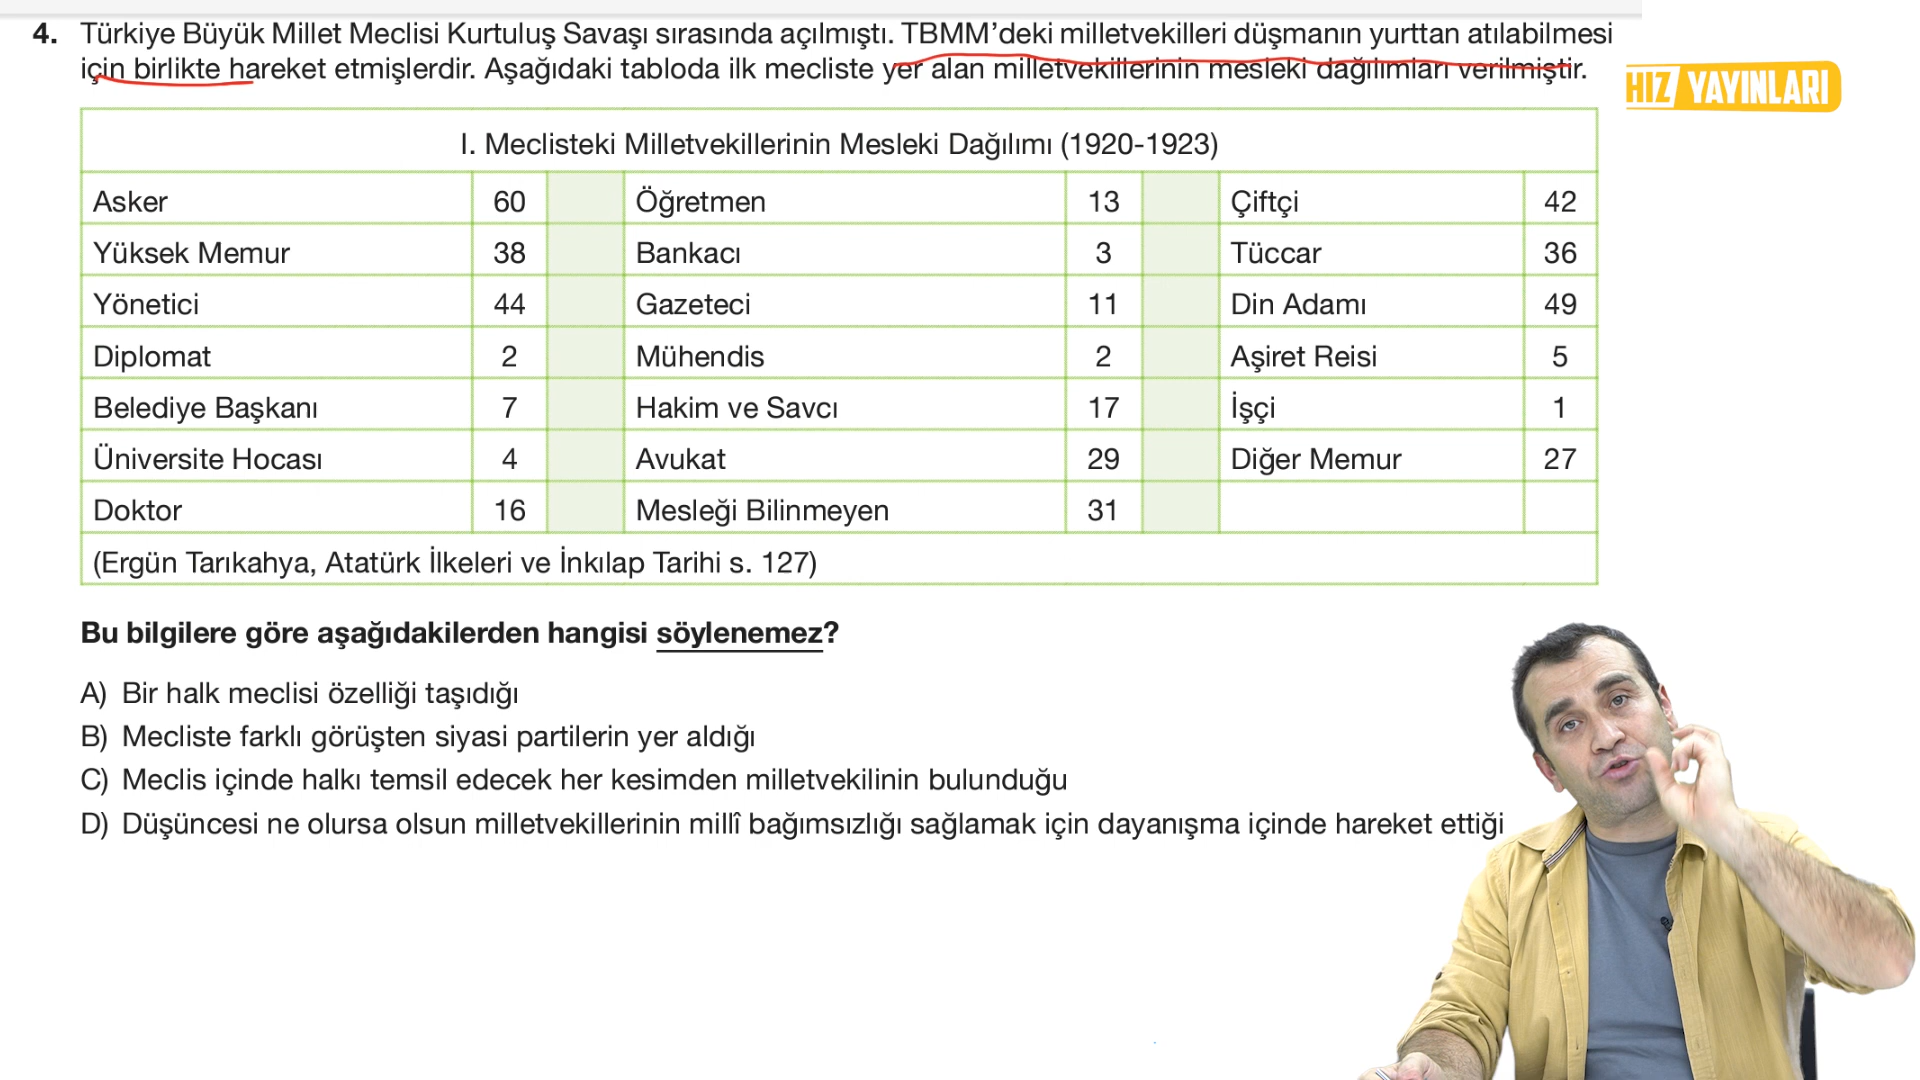 4. Türkiye Büyük Millet Meclisi Kurtuluş Savaşı sırasında açılmıştı. TBMM'deki milletvekilleri düşmanın yurttan atılabilmesi
için birlikte hareket etmişlerdir. Aşağıdaki tabloda ilk mecliste yer alan milletvekillerinin mesleki dağılımları verilmiştir.
HIZ YAYINLARI
I. Meclisteki Milletvekillerinin Mesleki Dağılımı (1920-1923)
Asker 60 Öğretmen 13 Çiftçi 42
Yüksek Memur 38 Bankacı 3 Tüccar 36
Yönetici 44 Gazeteci 11 Din Adamı 49
Diplomat 2 Mühendis 2 Aşiret Reisi 5
Belediye Başkanı 7 Hakim ve Savcı 17 İşçi 1
Üniversite Hocası 4 Avukat 29 Diğer Memur 27
Doktor 16 Mesleği Bilinmeyen 31
(Ergün Tarıkahya, Atatürk İlkeleri ve İnkılap Tarihi s. 127)
Bu bilgilere göre aşağıdakilerden hangisi söylenemez?
A) Bir halk meclisi özelliği taşıdığı
B) Mecliste farklı görüşten siyasi partilerin yer aldığı
C) Meclis içinde halkı temsil edecek her kesimden milletvekilinin bulunduğu
D) Düşüncesi ne olursa olsun milletvekillerinin millî bağımsızlığı sağlamak için dayanışma içinde hareket ettiği